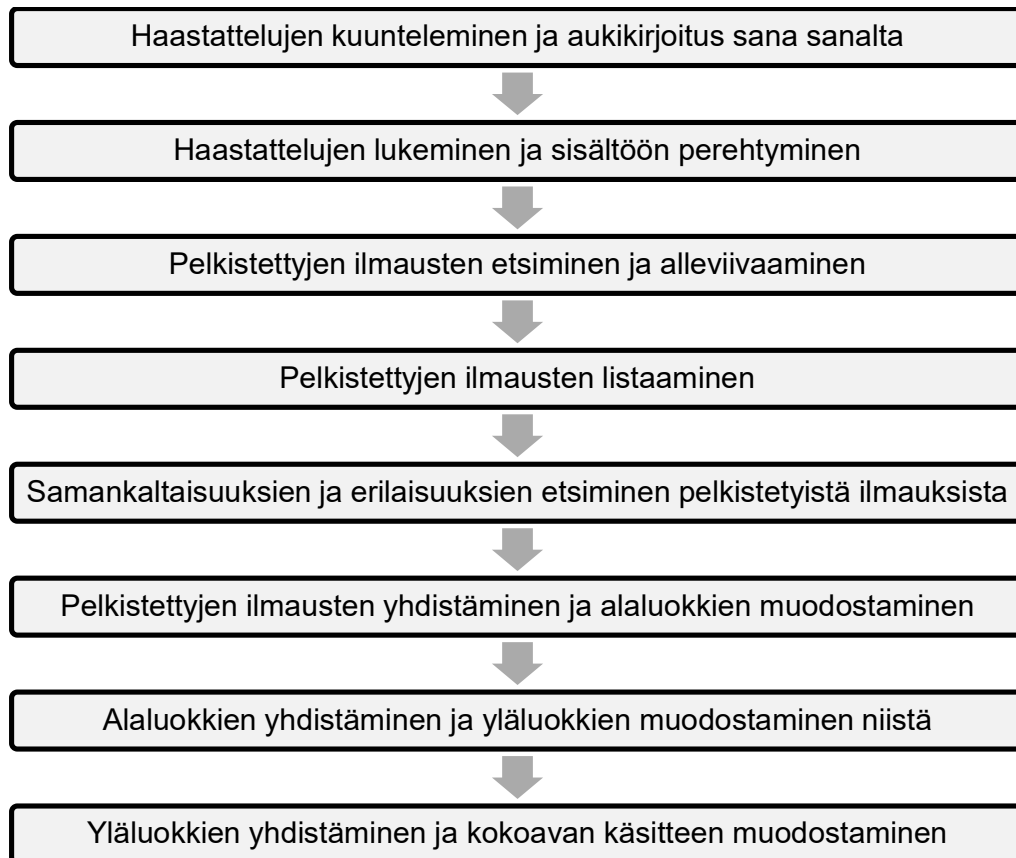 Haastattelujen kuunteleminen ja aukikirjoitus sana sanalta
Haastattelujen lukeminen ja sisältöön perehtyminen
Pelkistettyjen ilmausten etsiminen ja alleviivaaminen
Pelkistettyjen ilmausten listaaminen
Samankaltaisuuksien ja erilaisuuksien etsiminen pelkistetyistä ilmauksista
Pelkistettyjen ilmausten yhdistäminen ja alaluokkien muodostaminen
Alaluokkien yhdistäminen ja yläluokkien muodostaminen niistä
Yläluokkien yhdistäminen ja kokoavan käsitteen muodostaminen